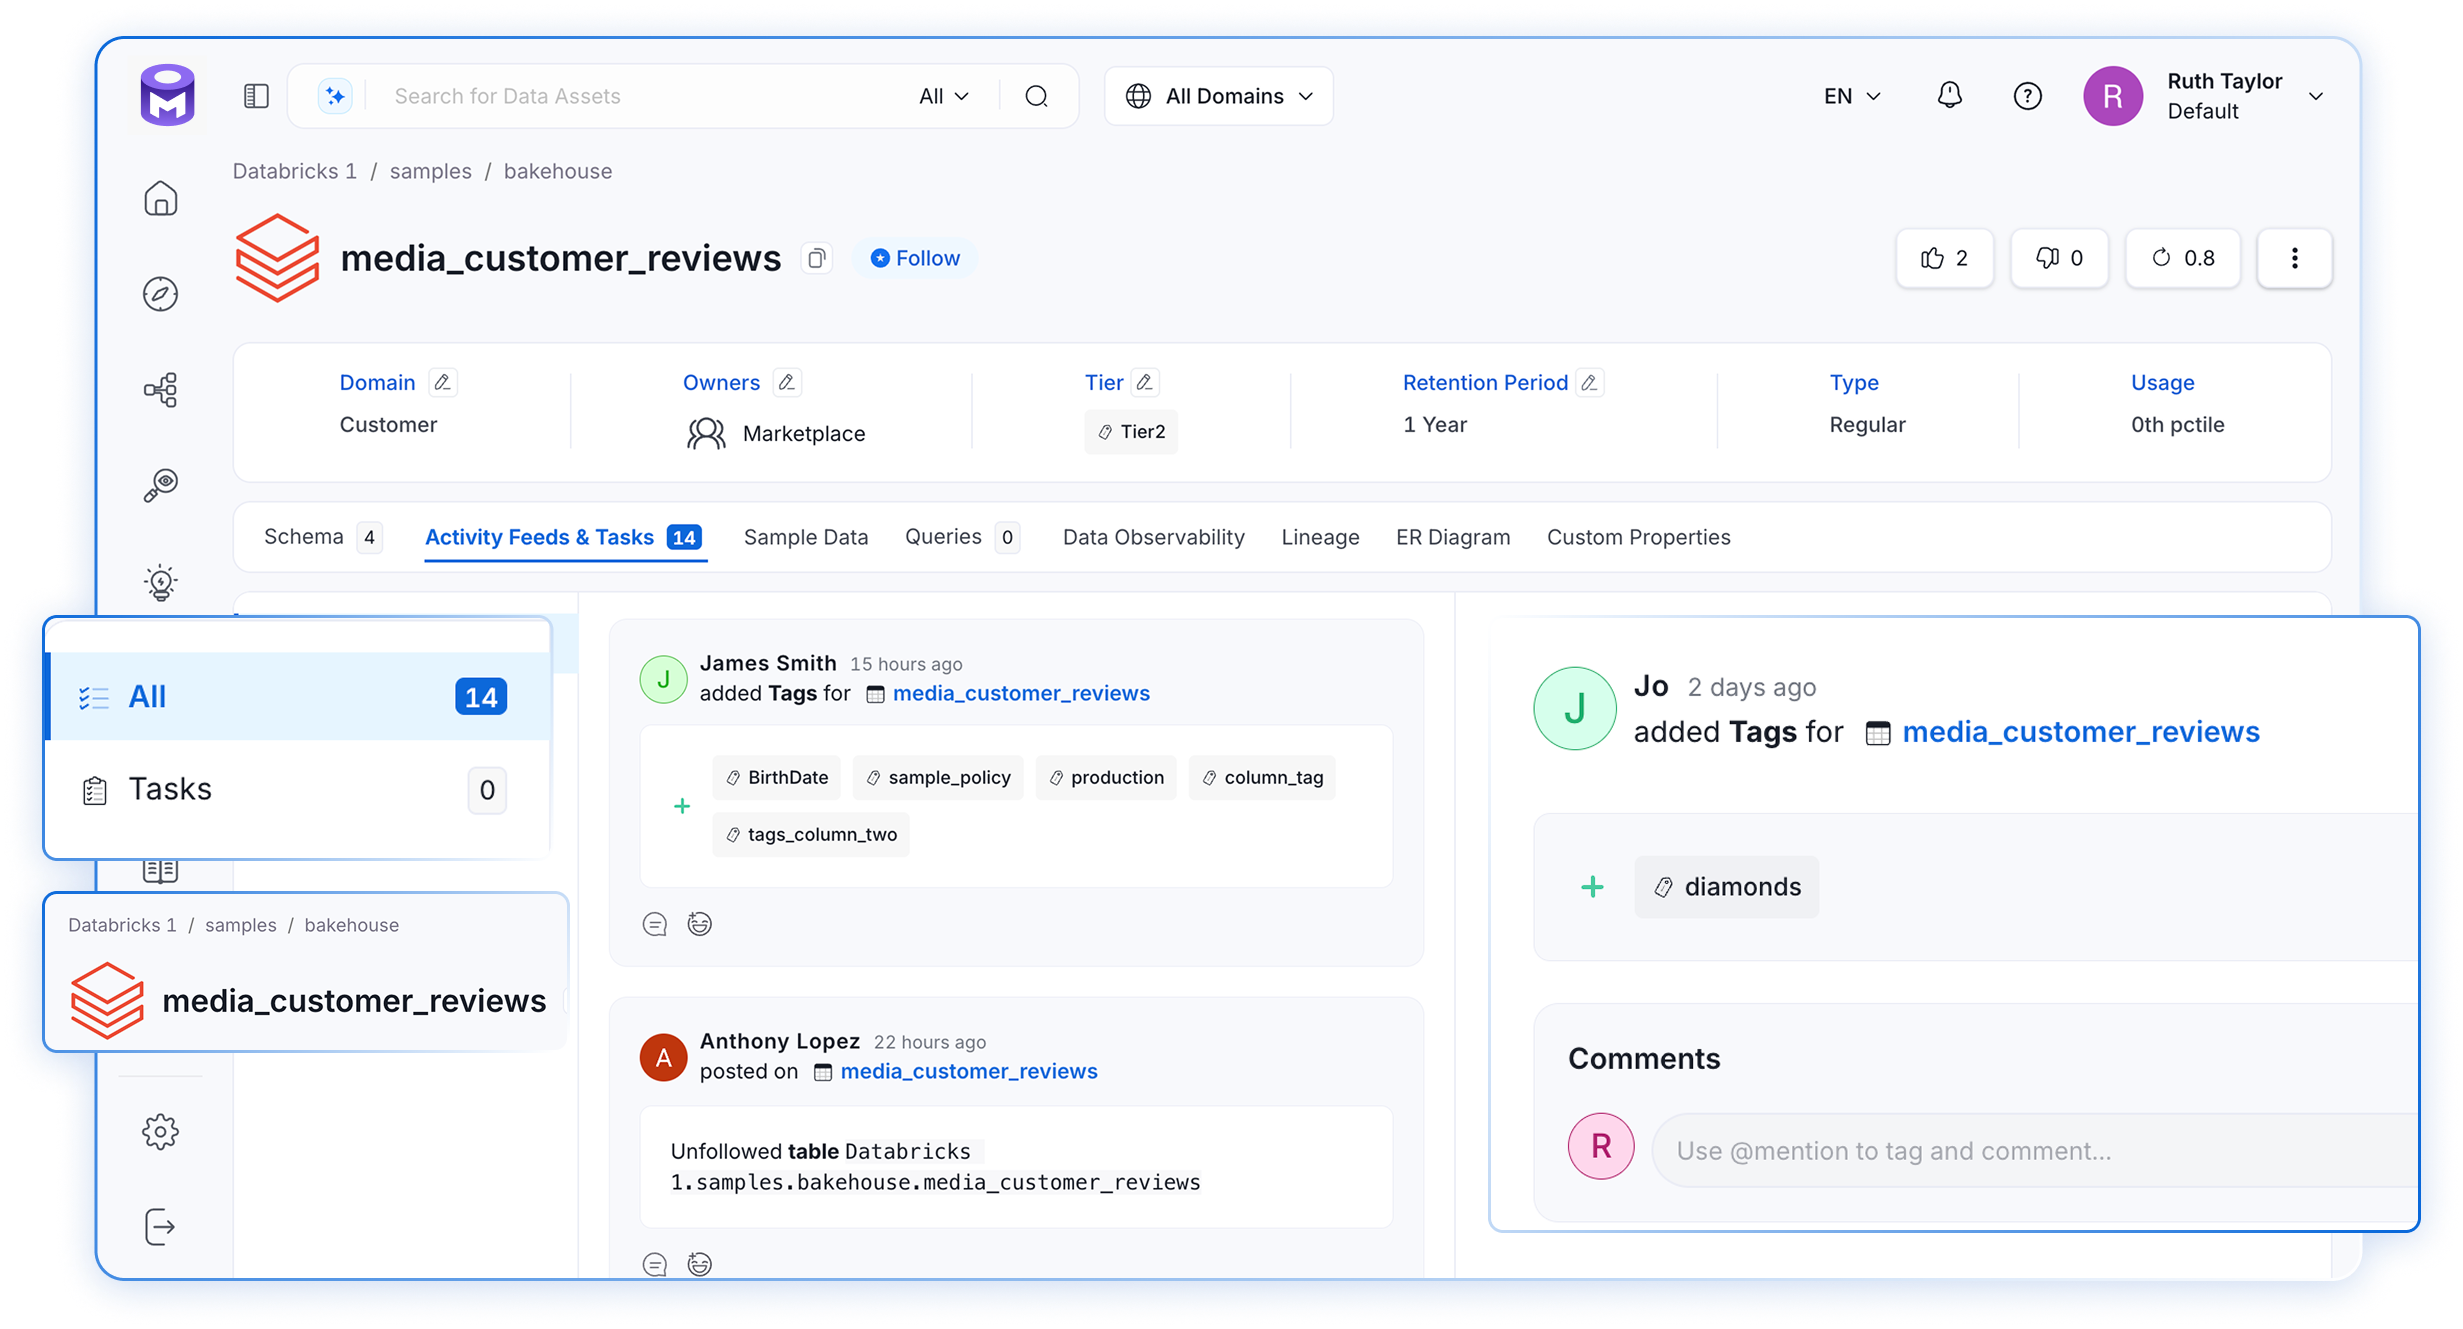 Search for Data Assets
All
All Domains
EN
R
Ruth Taylor
Default
Databricks 1 / samples / bakehouse
media_customer_reviews
Follow
2
0
0.8
Domain
Customer
Owners
Marketplace
Tier
Tier2
Retention Period
1 Year
Type
Regular
Usage
0th pctile
Schema 4
Activity Feeds & Tasks 14
Sample Data
Queries 0
Data Observability
Lineage
ER Diagram
Custom Properties
All 14
Tasks 0
Databricks 1 / samples / bakehouse
media_customer_reviews
J
James Smith 15 hours ago
added Tags for media_customer_reviews
+
BirthDate
sample_policy
production
column_tag
tags_column_two
A
Anthony Lopez 22 hours ago
posted on media_customer_reviews
Unfollowed table Databricks
1.samples.bakehouse.media_customer_reviews
J
Jo 2 days ago
added Tags for media_customer_reviews
+
diamonds
Comments
R
Use @mention to tag and comment...